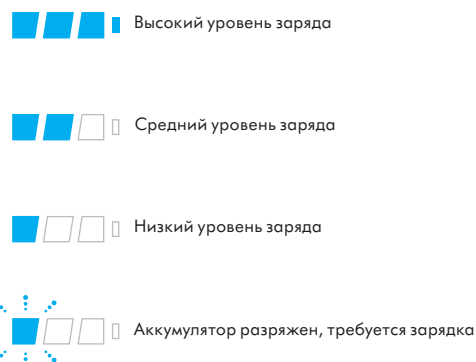 Высокий уровень заряда
Средний уровень заряда
Низкий уровень заряда
Аккумулятор разряжен, требуется зарядка